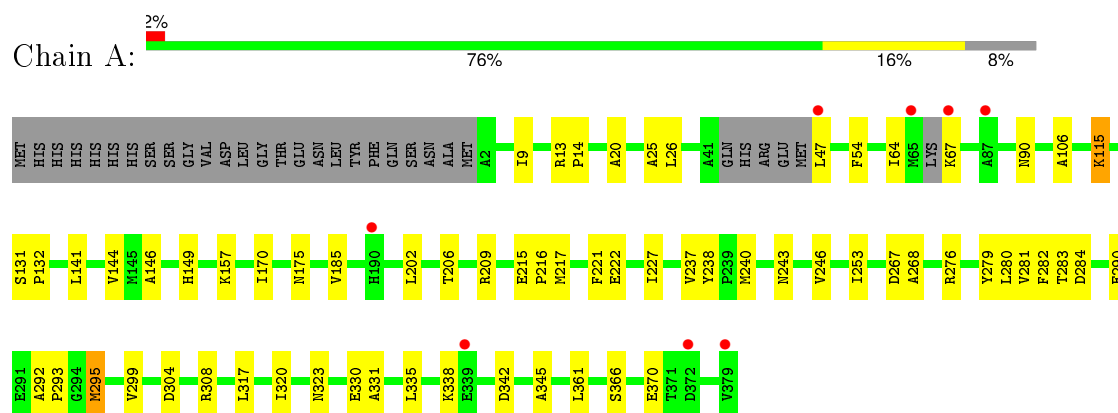 2%
Chain A:
76% 16% 8%
MET HIS HIS HIS HIS HIS HIS SER SER GLY VAL ASP LEU GLY THR GLU ASN LEU TYR PHE GLN SER ASN ALA MET A2 I9 R13 P14 A20 A25 L26 A41 GLN HIS ARG GLU MET L47 F54 I64 M65 LYS K67 A87 N90 A106 K115
S131 P132 L141 V144 M145 A146 H149 K157 I170 N175 V185 H190 L202 T206 R209 E215 P216 M217 F221 E222 I227 V237 Y238 P239 M240 N243 V246 I253 D267 A268 R276 Y279 L280 V281 F282 T283 D284
E291 A292 P293 G294 M295 V299 D304 R308 L317 I320 N323 E330 A331 L335 K338 E339 D342 A345 L361 S366 E370 T371 D372 V379